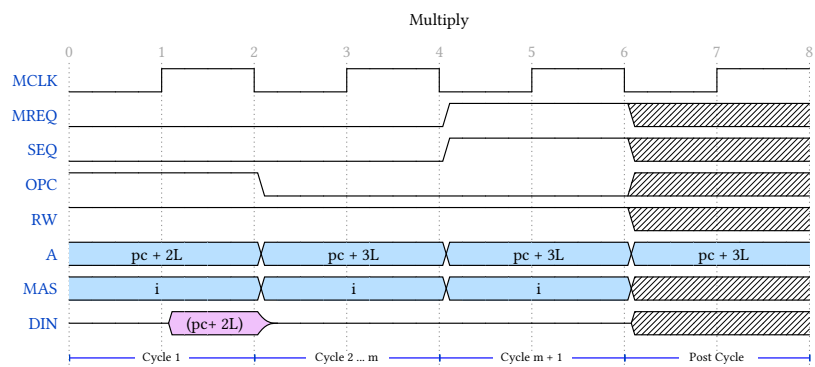 Multiply
0 1 2 3 4 5 6 7 8
MCLK
MREQ
SEQ
OPC
RW
A pc + 2L pc + 3L pc + 3L pc + 3L
MAS i i i
DIN (pc+ 2L)
Cycle 1 Cycle 2 ... m Cycle m + 1 Post Cycle